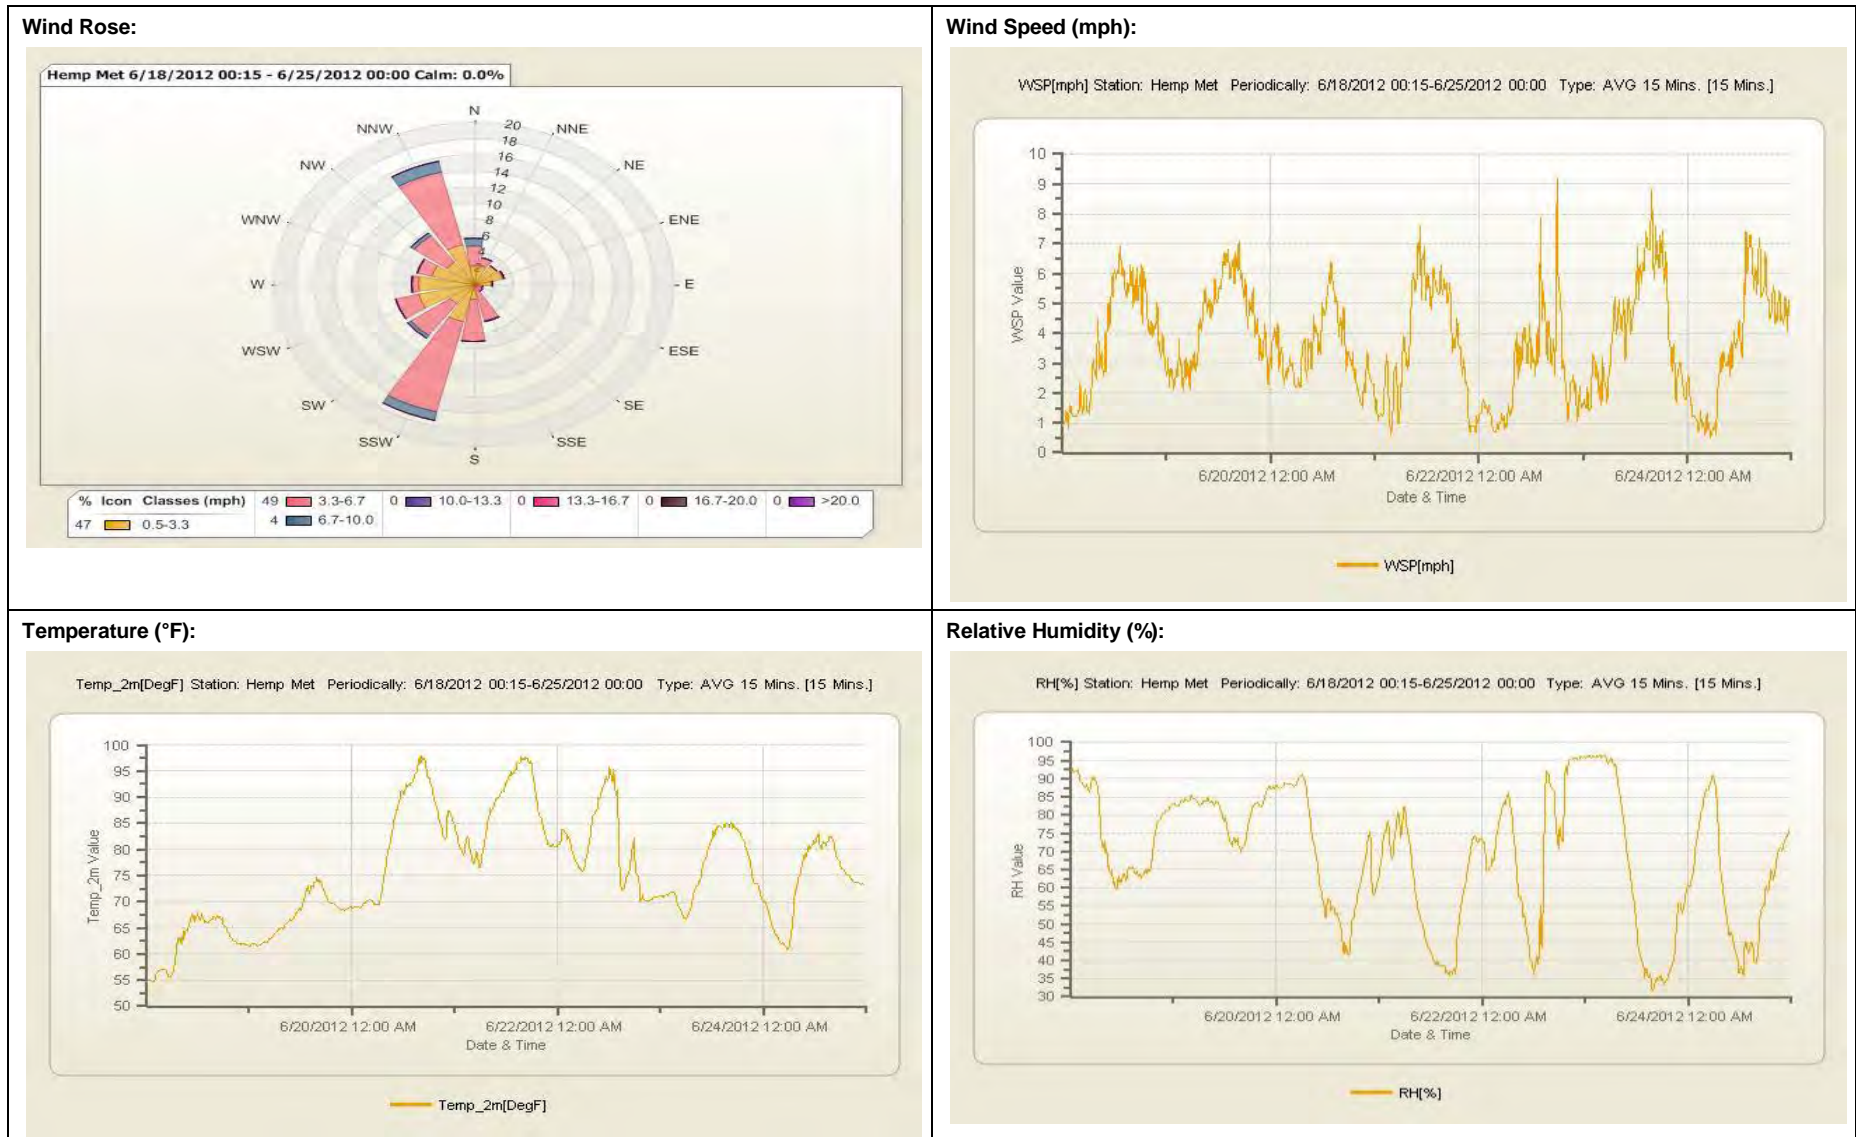 Wind Rose:
Hemp Met 6/18/2012 00:15 - 6/25/2012 00:00 Calm: 0.0%
N
NNW
20
NNE
18
NW
16
NE
14
12
WNW
10
ENE
8
6
4
W
E
WSW
ESE
SW
SE
SSW
SSE
S
% Icon Classes (mph) 49 3.3-6.7 0 10.0-13.3 0 13.3-16.7 0 16.7-20.0 0 >20.0
47 0.5-3.3 4 6.7-10.0
Wind Speed (mph):
WSP[mph] Station: Hemp Met Periodically: 6/18/2012 00:15-6/25/2012 00:00 Type: AVG 15 Mins. [15 Mins.]
10
9
8
7
6
5
4
3
2
1
0
WSP Value
6/20/2012 12:00 AM 6/22/2012 12:00 AM 6/24/2012 12:00 AM
Date & Time
WSP[mph]
Temperature (°F):
Temp_2m[DegF] Station: Hemp Met Periodically: 6/18/2012 00:15-6/25/2012 00:00 Type: AVG 15 Mins. [15 Mins.]
100
95
90
85
80
75
70
65
60
55
50
Temp_2m Value
6/20/2012 12:00 AM 6/22/2012 12:00 AM 6/24/2012 12:00 AM
Date & Time
Temp_2m[DegF]
Relative Humidity (%):
RH[%] Station: Hemp Met Periodically: 6/18/2012 00:15-6/25/2012 00:00 Type: AVG 15 Mins. [15 Mins.]
100
95
90
85
80
75
70
65
60
55
50
45
40
35
30
RH Value
6/20/2012 12:00 AM 6/22/2012 12:00 AM 6/24/2012 12:00 AM
Date & Time
RH[%]